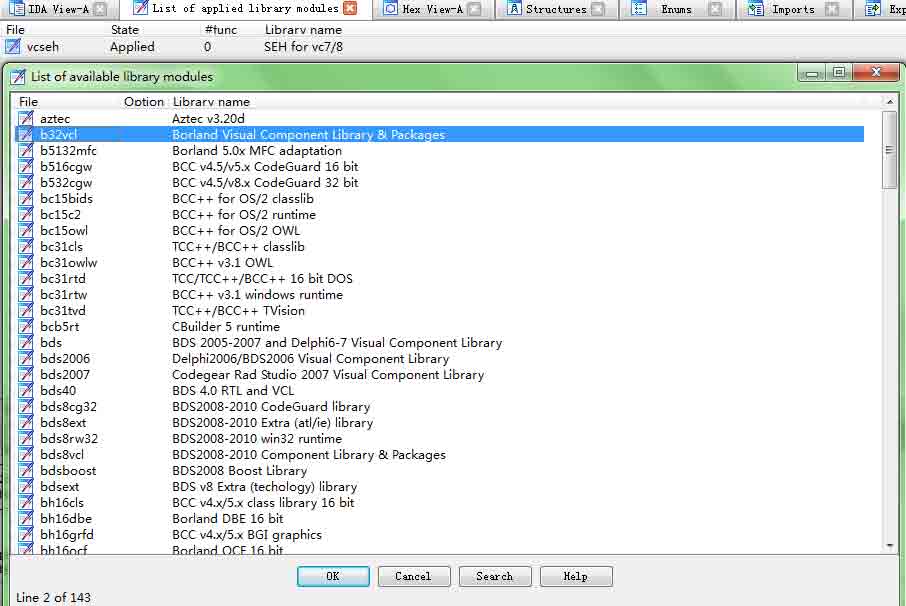 IDA View-A List of applied library modules Hex View-A Structures Enums Imports Exp
File State #func Library name
vcseh Applied 0 SEH for vc7/8
List of available library modules
File Option Library name
aztec Aztec v3.20d
b32vcl Borland Visual Component Library & Packages
b5132mfc Borland 5.0x MFC adaptation
b516cgw BCC v4.5/v5.x CodeGuard 16 bit
b532cgw BCC v4.5/v8.x CodeGuard 32 bit
bc15bids BCC++ for OS/2 classlib
bc15c2 BCC++ for OS/2 runtime
bc15owl BCC++ for OS/2 OWL
bc31cls TCC++/BCC++ classlib
bc31owlw BCC++ v3.1 OWL
bc31rtd TCC/TCC++/BCC++ 16 bit DOS
bc31rtw BCC++ v3.1 windows runtime
bc31tvd TCC++/BCC++ TVision
bcb5rt CBuilder 5 runtime
bds BDS 2005-2007 and Delphi6-7 Visual Component Library
bds2006 Delphi2006/BDS2006 Visual Component Library
bds2007 Codegear Rad Studio 2007 Visual Component Library
bds40 BDS 4.0 RTL and VCL
bds8cg32 BDS2008-2010 CodeGuard library
bds8ext BDS2008-2010 Extra (atl/ie) library
bds8rw32 BDS2008-2010 win32 runtime
bds8vcl BDS2008-2010 Component Library & Packages
bdsboost BDS2008 Boost Library
bdsext BDS v8 Extra (techology) library
bh16cls BCC v4.x/5.x class library 16 bit
bh16dbe Borland DBE 16 bit
bh16grfd BCC v4.x/5.x BGI graphics
bh16ocf Borland OCF 16 bit
OK Cancel Search Help
Line 2 of 143